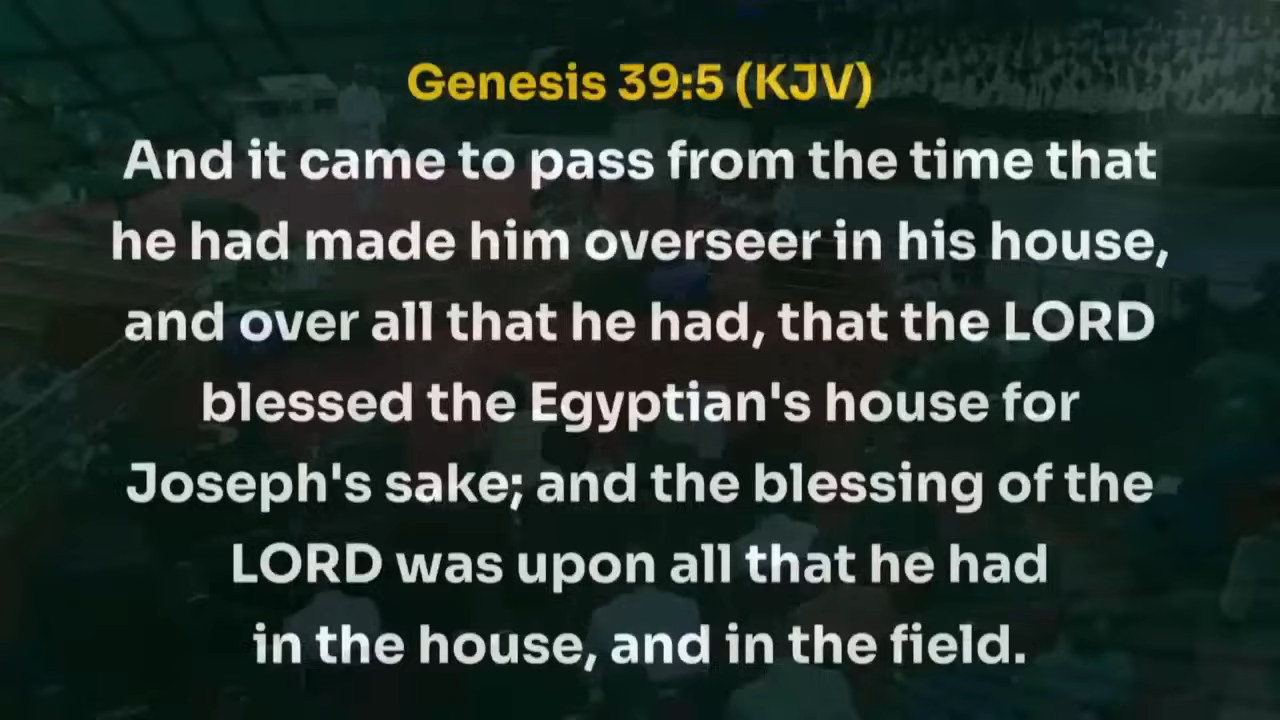 Genesis 39:5 (KJV)
And it came to pass from the time that
he had made him overseer in his house,
and over all that he had, that the LORD
blessed the Egyptian's house for
Joseph's sake; and the blessing of the
LORD was upon all that he had
in the house, and in the field.